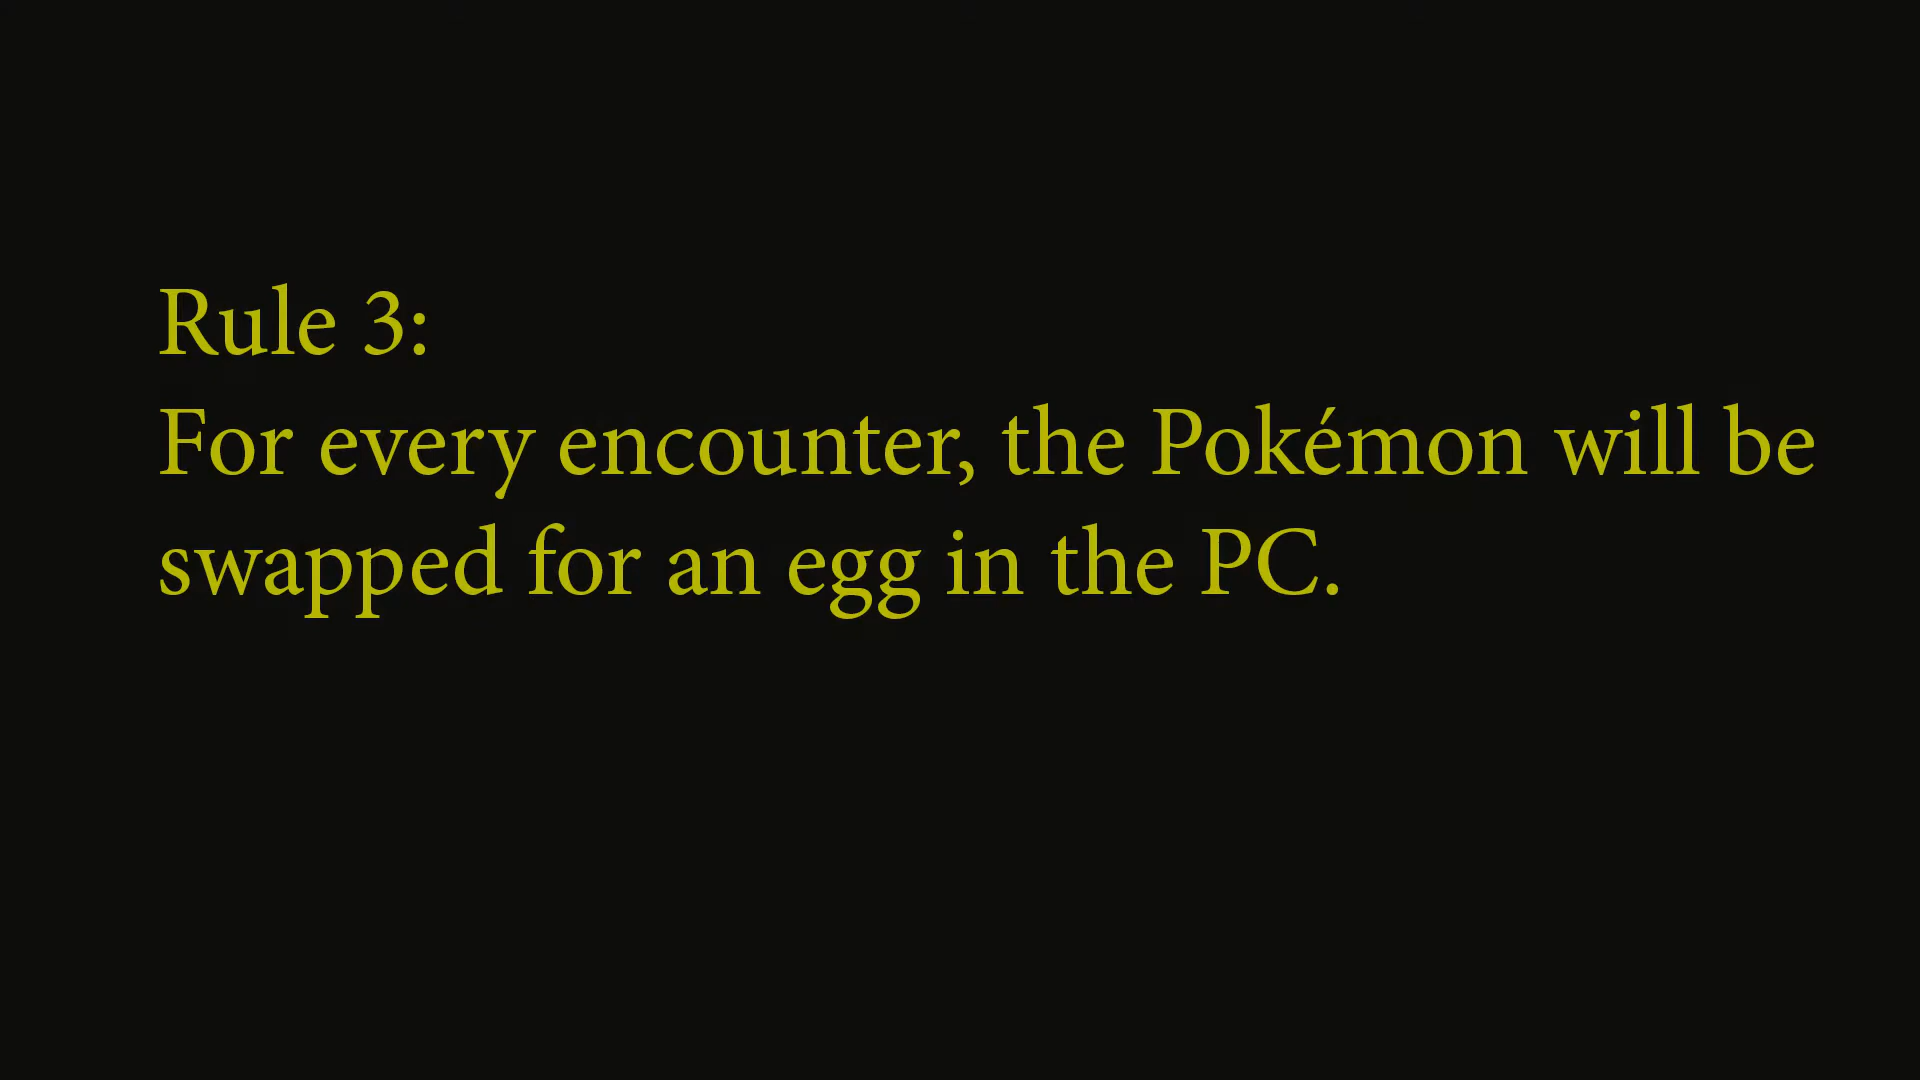 Rule 3:
For every encounter, the Pokémon will be
swapped for an egg in the PC.